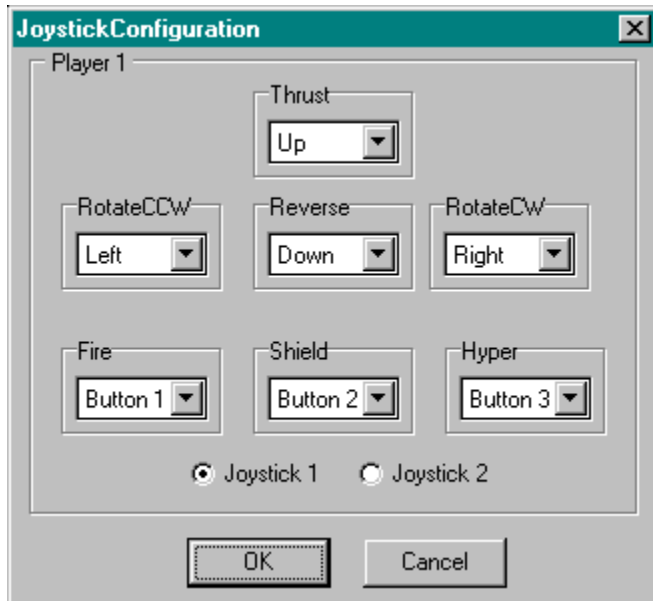 JoystickConfiguration
Player 1
Thrust
Up
RotateCCW Reverse RotateCW
Left Down Right
Fire Shield Hyper
Button 1 Button 2 Button 3
Joystick 1 Joystick 2
OK Cancel